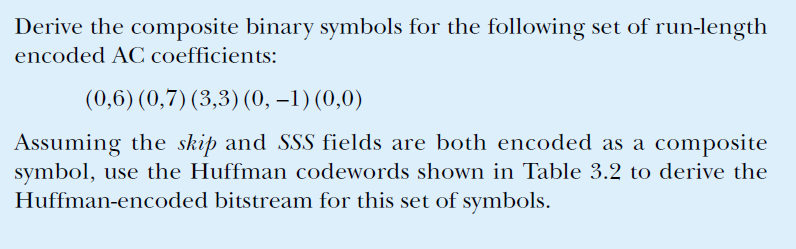 Derive the composite binary symbols for the following set of run-length
encoded AC coefficients:
(0,6) (0,7) (3,3) (0, –1) (0,0)
Assuming the skip and SSS fields are both encoded as a composite
symbol, use the Huffman codewords shown in Table 3.2 to derive the
Huffman-encoded bitstream for this set of symbols.